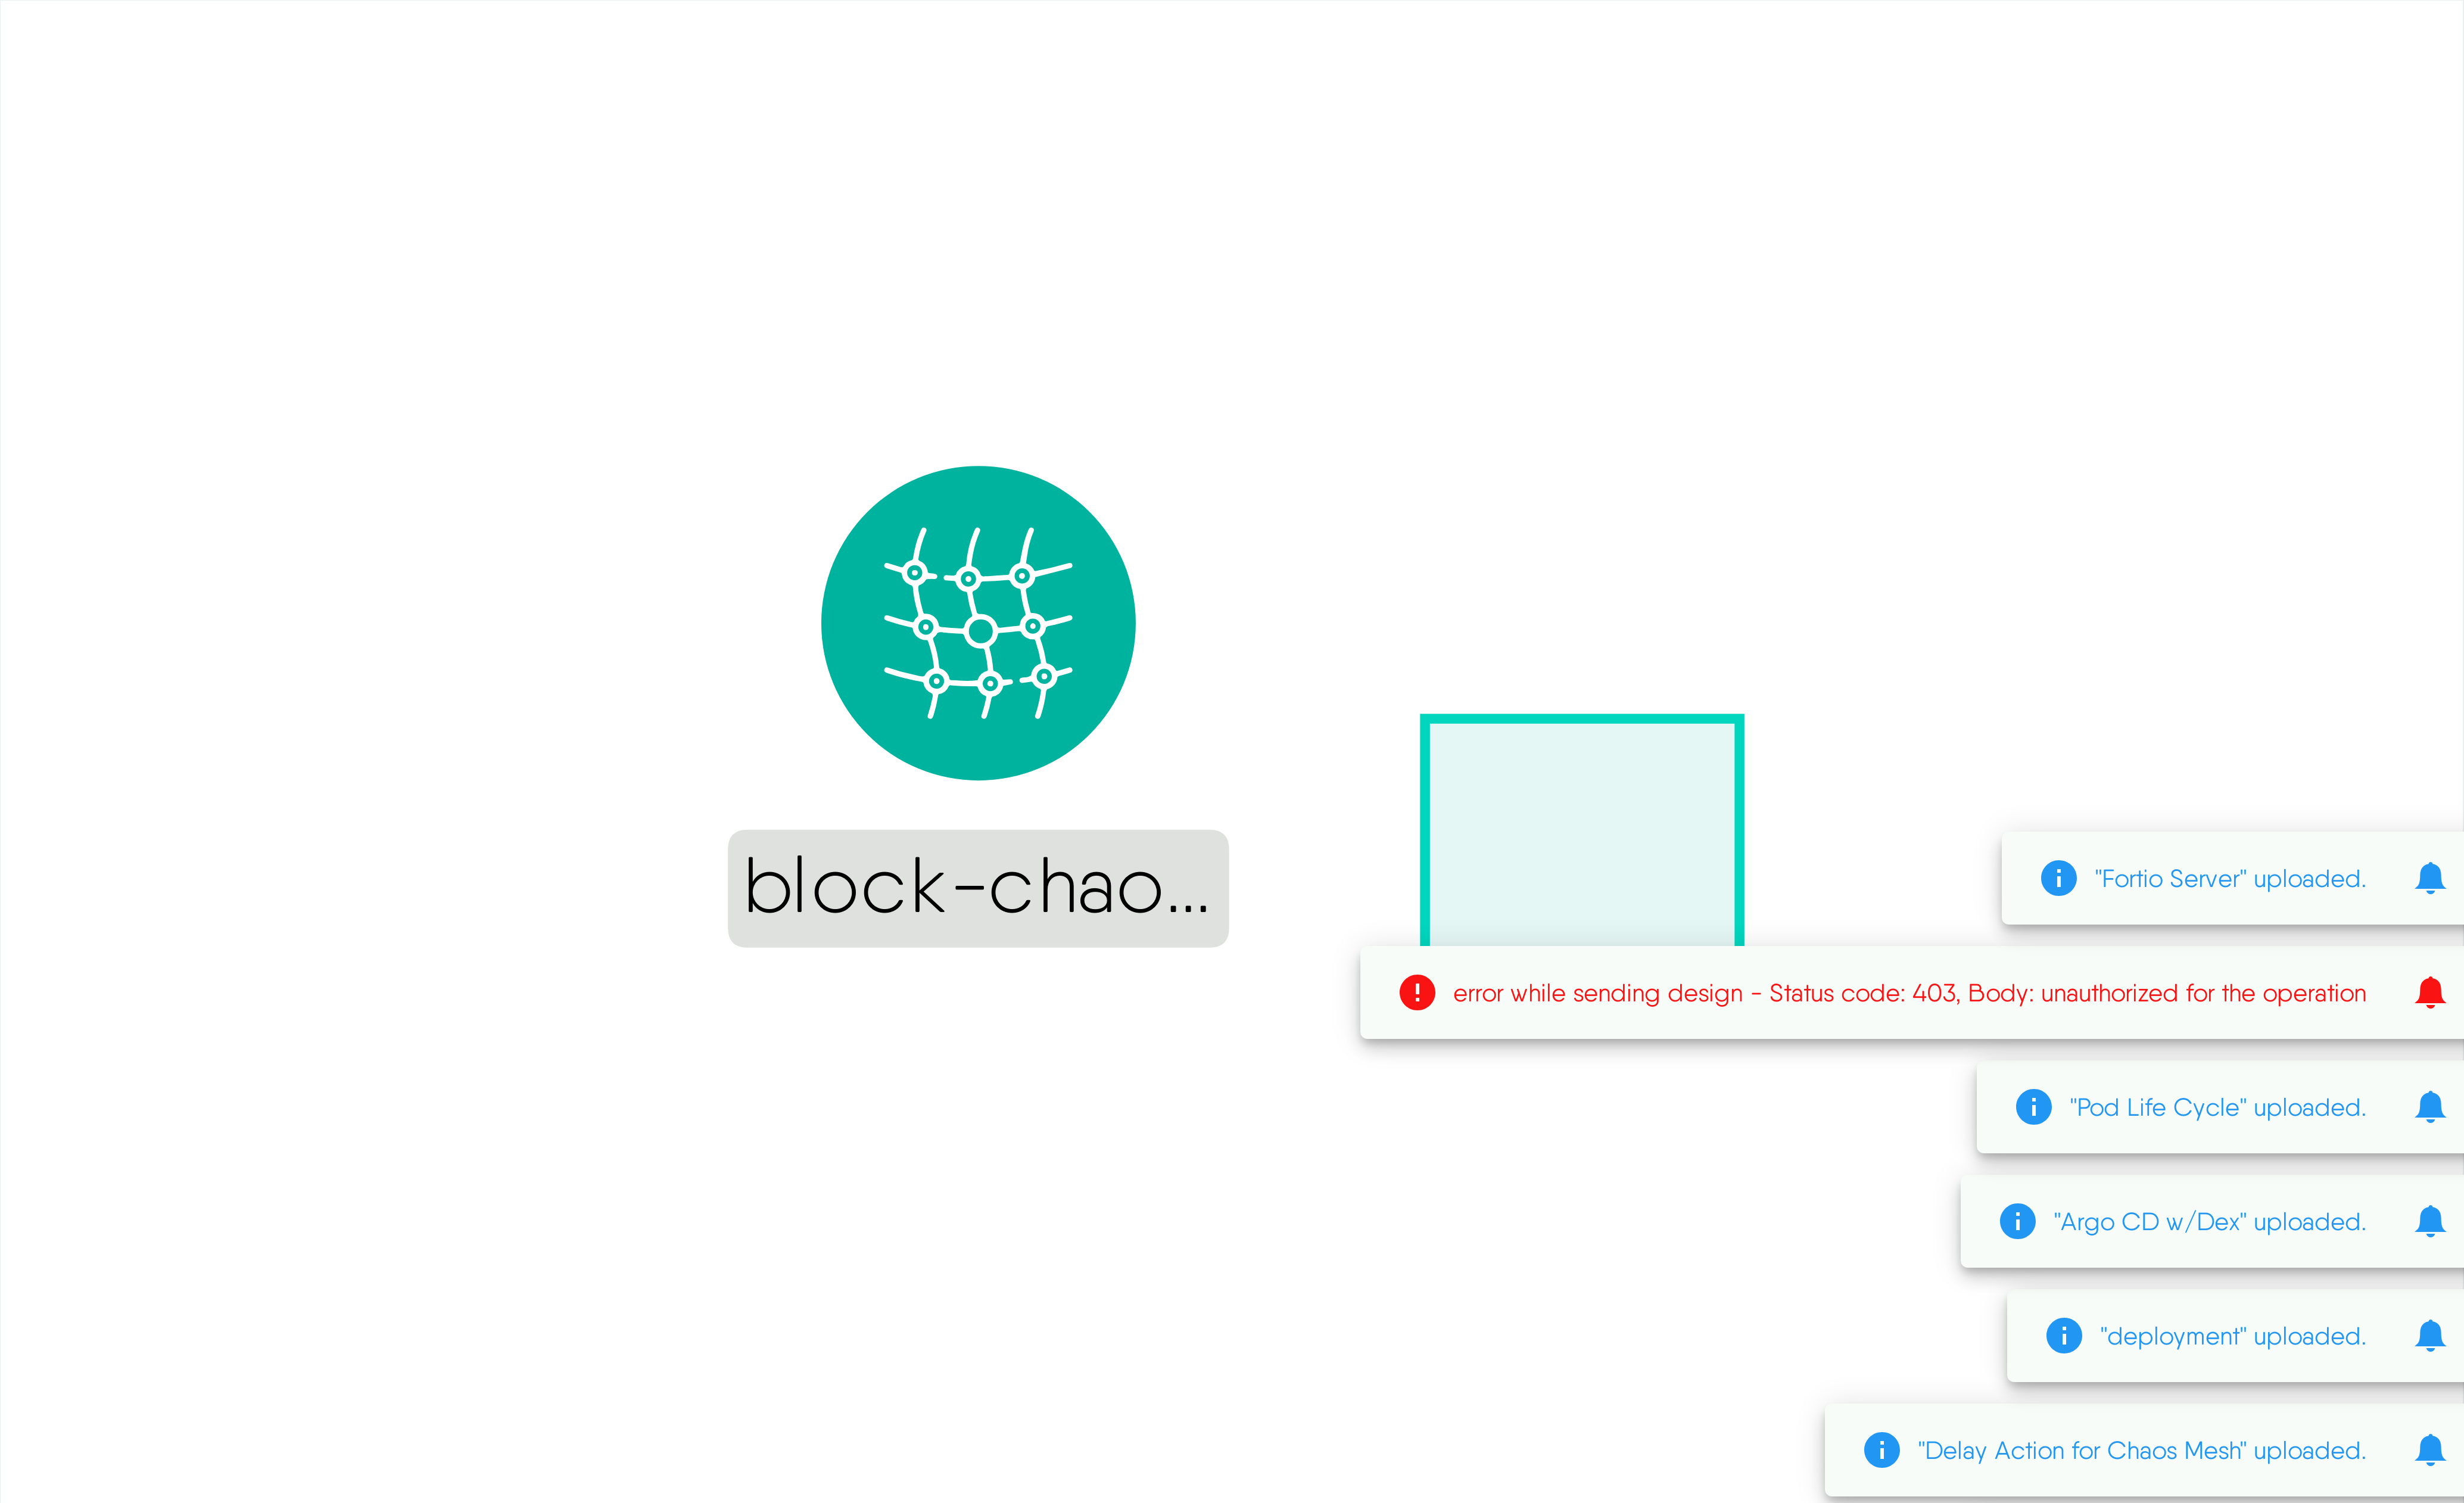 block-chao...
"Fortio Server" uploaded.
error while sending design - Status code: 403, Body: unauthorized for the operation
"Pod Life Cycle" uploaded.
"Argo CD w/Dex" uploaded.
"deployment" uploaded.
"Delay Action for Chaos Mesh" uploaded.